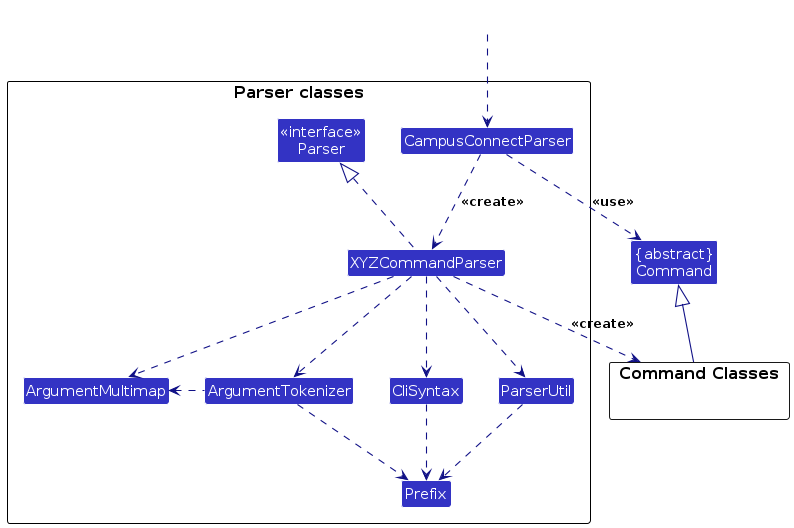 Parser classes
«interface»
Parser
CampusConnectParser
«create»
«use»
{abstract}
Command
XYZCommandParser
«create»
Command Classes
ArgumentMultimap
ArgumentTokenizer
CliSyntax
ParserUtil
Prefix